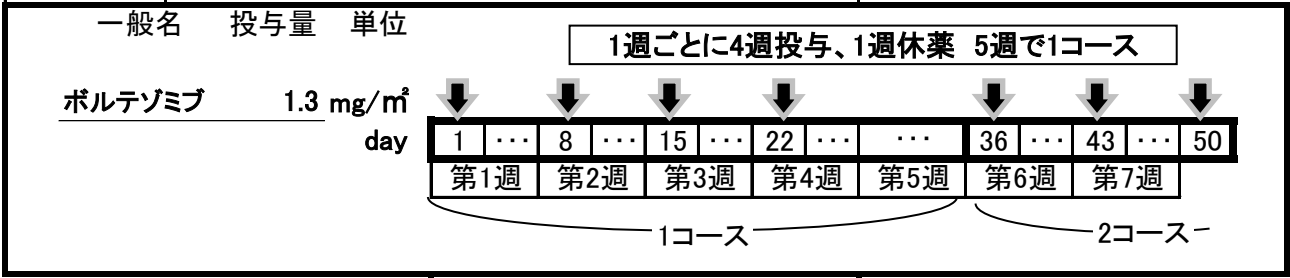 一般名 投与量 単位
1週ごとに4週投与、1週休薬 5週で1コース
ボルテゾミブ 1.3 mg/㎡
day 1 ・・・ 8 ・・・ 15 ・・・ 22 ・・・ ・・・ 36 ・・・ 43 ・・・ 50
第1週 第2週 第3週 第4週 第5週 第6週 第7週
1コース 2コース